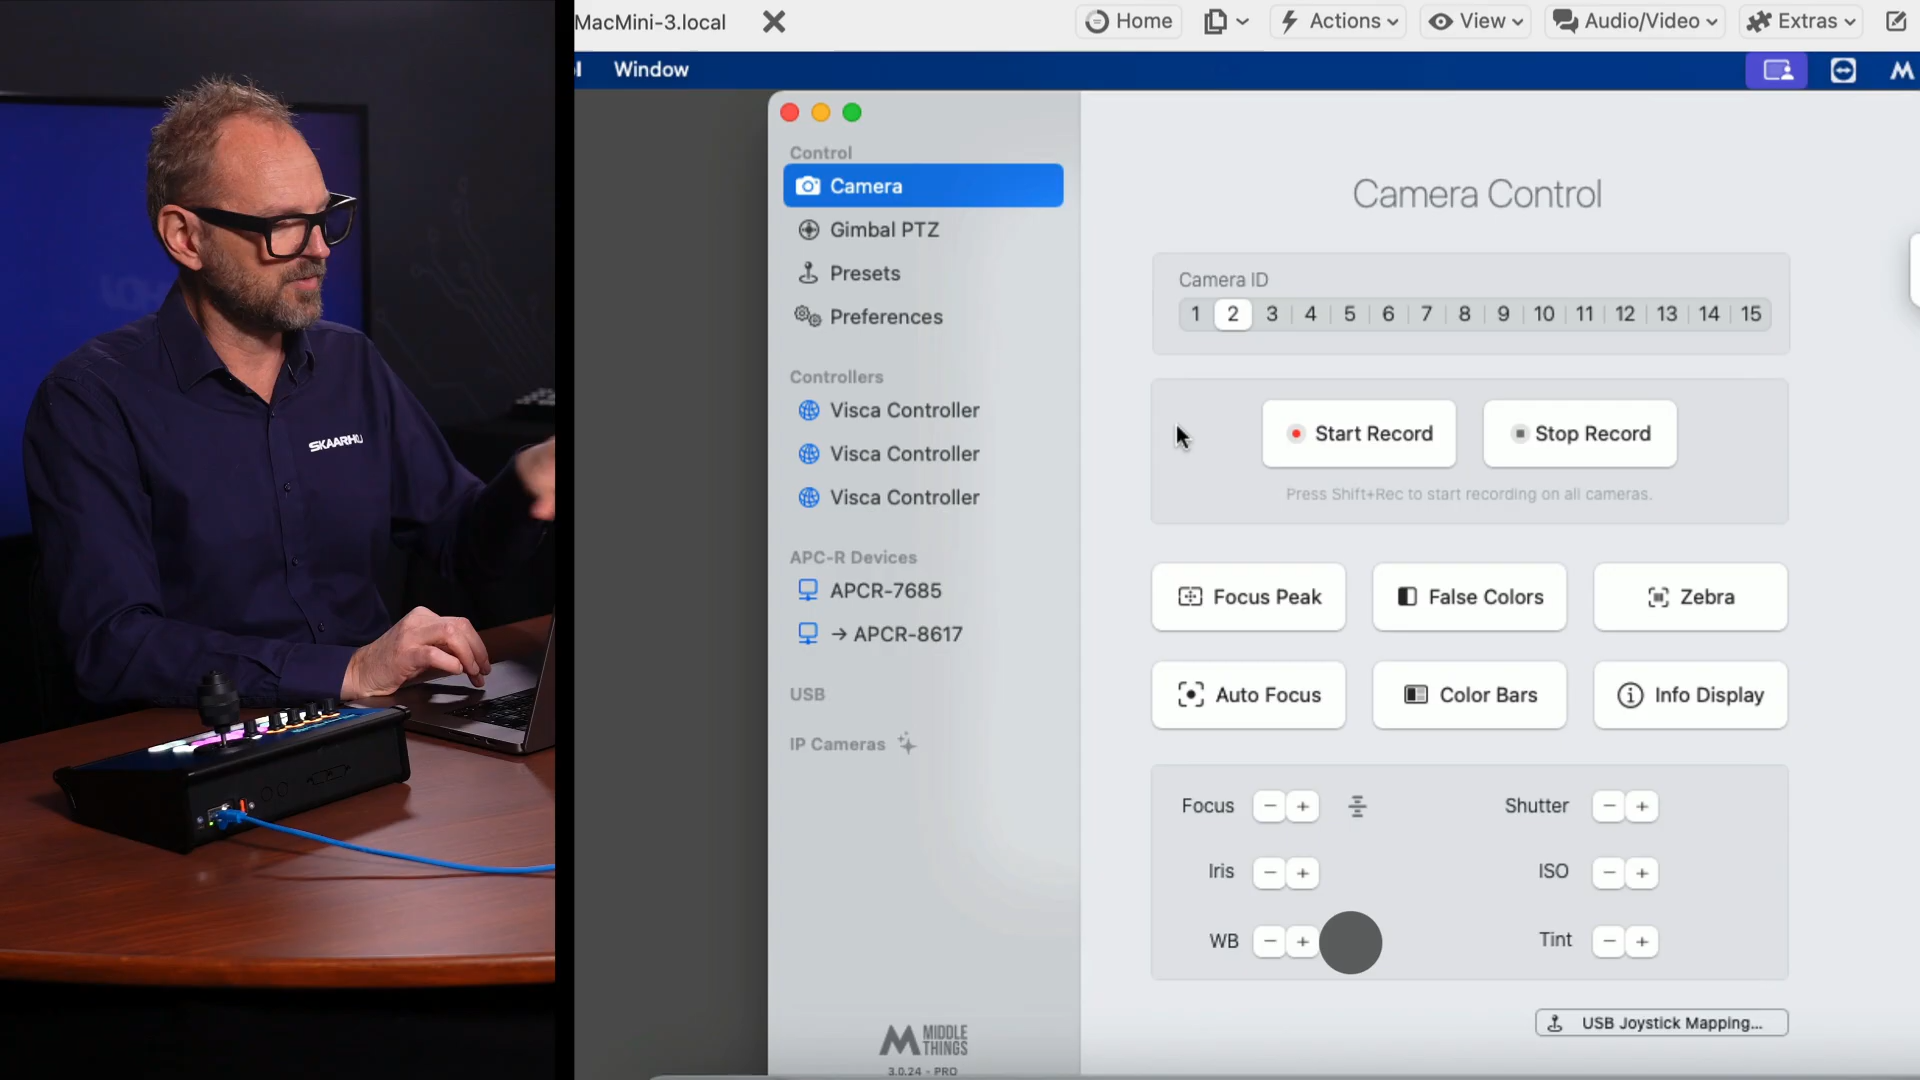 MacMini-3.local
Home
Actions
View
Audio/Video
Extras
Window
Control
Camera
Gimbal PTZ
Presets
Preferences
Controllers
Visca Controller
Visca Controller
Visca Controller
APC-R Devices
APCR-7685
→ APCR-8617
USB
IP Cameras
MIDDLE
THINGS
3.0.24 - PRO
Camera Control
Camera ID
1 2 3 4 5 6 7 8 9 10 11 12 13 14 15
Start Record
Stop Record
Press Shift+Rec to start recording on all cameras.
Focus Peak
False Colors
Zebra
Auto Focus
Color Bars
Info Display
Focus − +
Shutter − +
Iris − +
ISO − +
WB − +
Tint − +
USB Joystick Mapping...
SKAARHOJ